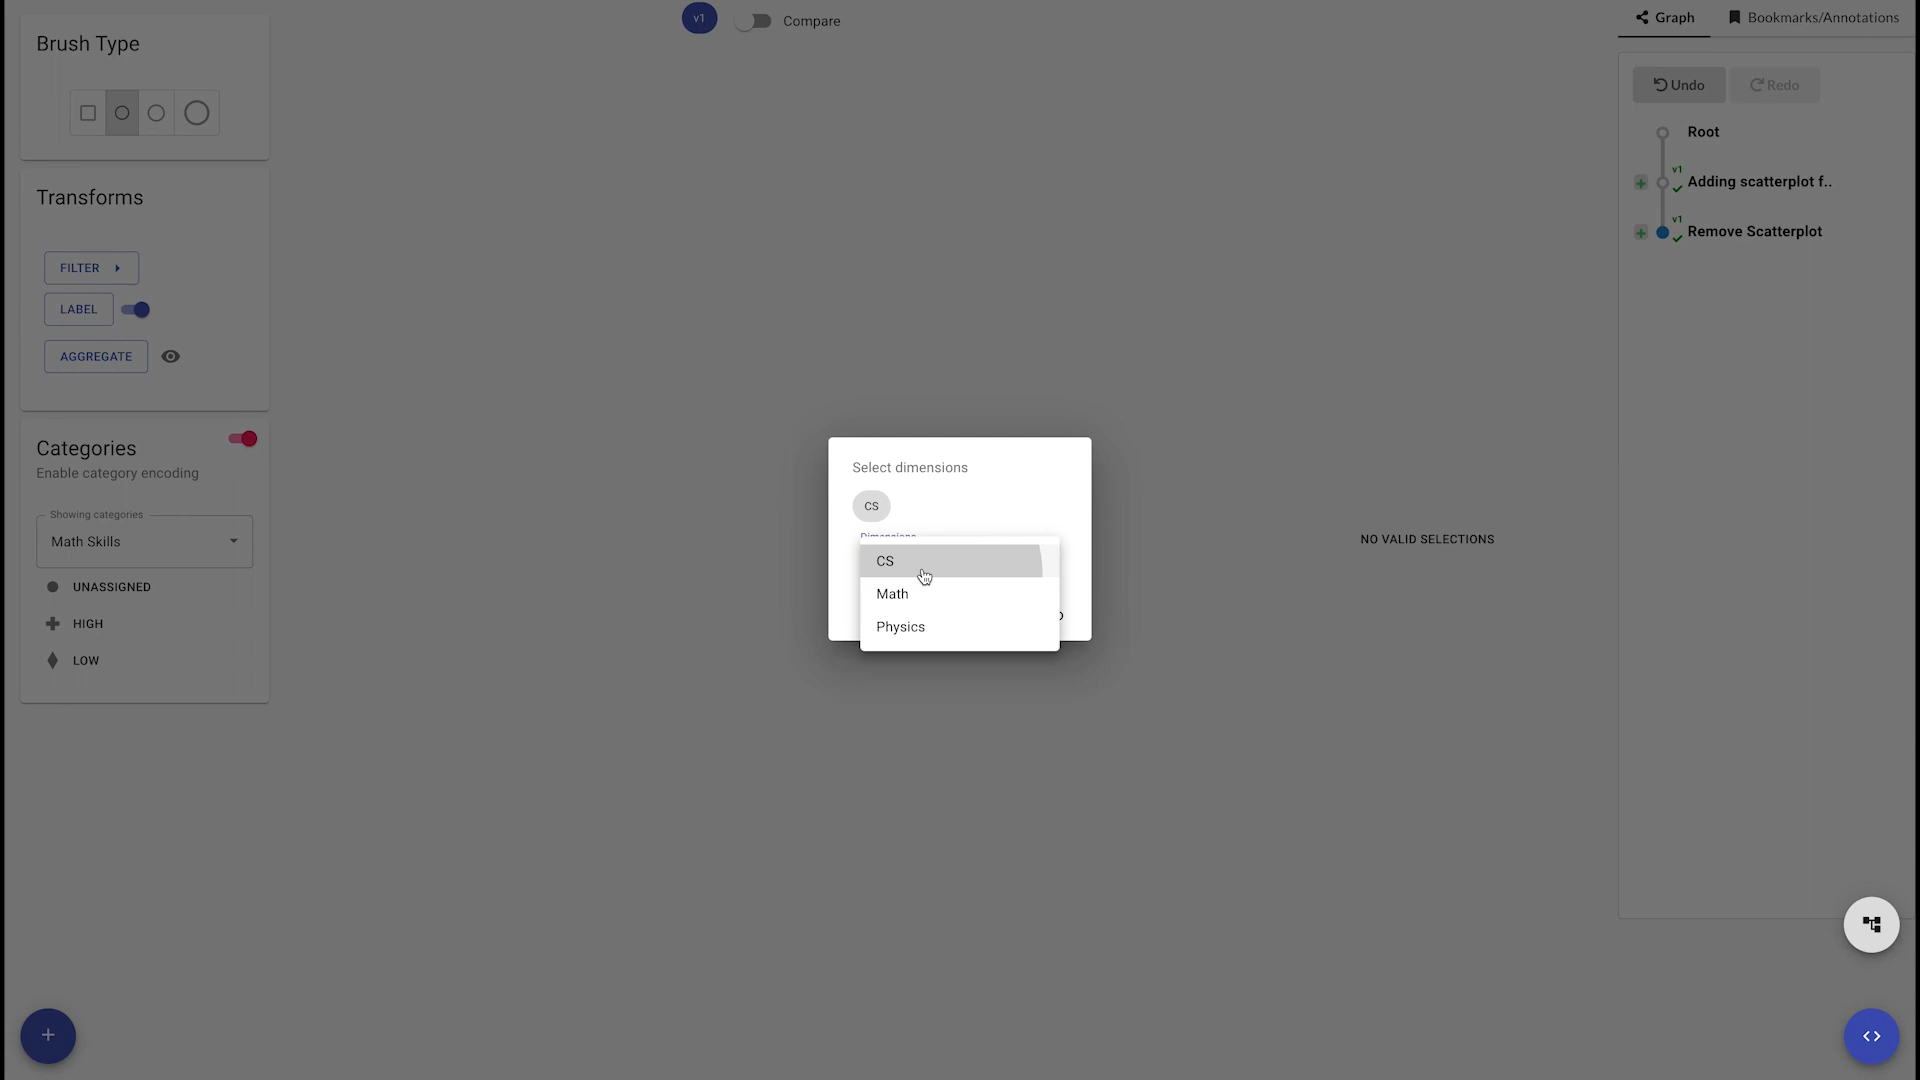 Brush Type
Transforms
FILTER
LABEL
AGGREGATE
Categories
Enable category encoding
Showing categories
Math Skills
UNASSIGNED
HIGH
LOW
+
v1
Compare
Select dimensions
CS
Dimensions
CS
Math
Physics
NO VALID SELECTIONS
Graph
Bookmarks/Annotations
Undo
Redo
Root
v1
Adding scatterplot f..
v1
Remove Scatterplot
<>